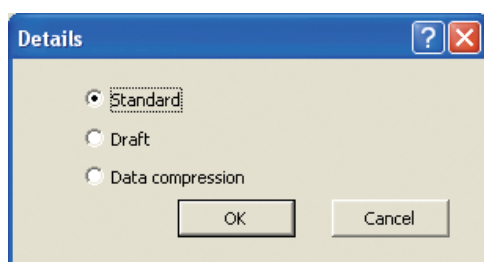 Details
Standard
Draft
Data compression
OK Cancel